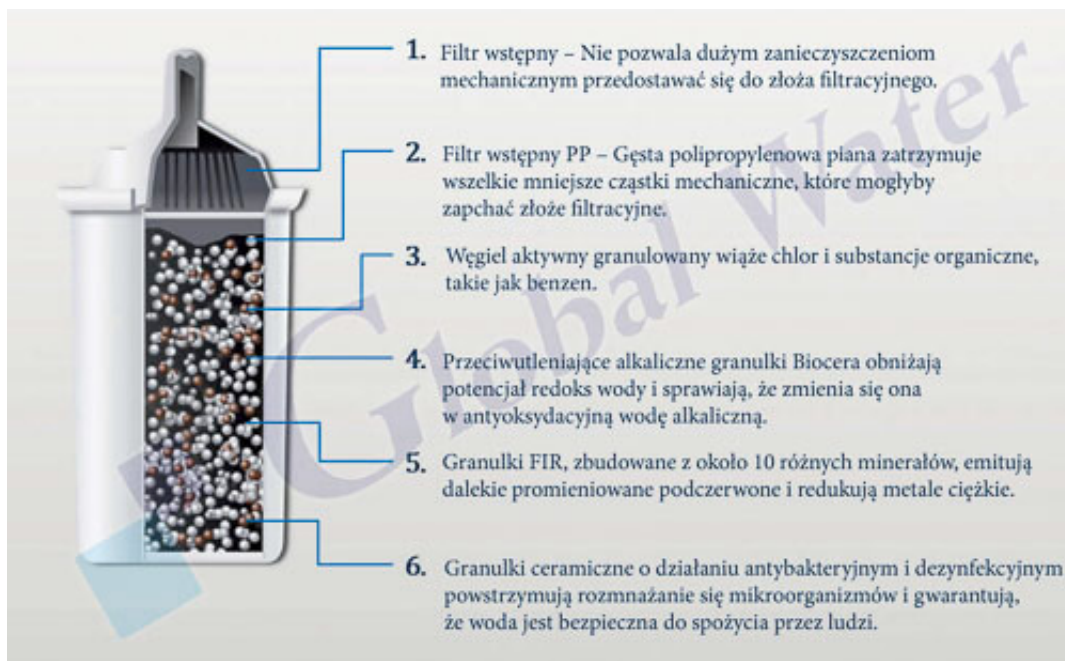 1. Filtr wstępny – Nie pozwala dużym zanieczyszczeniom
mechanicznym przedostawać się do złoża filtracyjnego.
2. Filtr wstępny PP – Gęsta polipropylenowa piana zatrzymuje
wszelkie mniejsze cząstki mechaniczne, które mogłyby
zapchać złoże filtracyjne.
3. Węgiel aktywny granulowany wiąże chlor i substancje organiczne,
takie jak benzen.
4. Przeciwutleniające alkaliczne granulki Biocera obniżają
potencjał redoks wody i sprawiają, że zmienia się ona
w antyoksydacyjną wodę alkaliczną.
5. Granulki FIR, zbudowane z około 10 różnych minerałów, emitują
dalekie promieniowane podczerwone i redukują metale ciężkie.
6. Granulki ceramiczne o działaniu antybakteryjnym i dezynfekcyjnym
powstrzymują rozmnażanie się mikroorganizmów i gwarantują,
że woda jest bezpieczna do spożycia przez ludzi.
Global Water